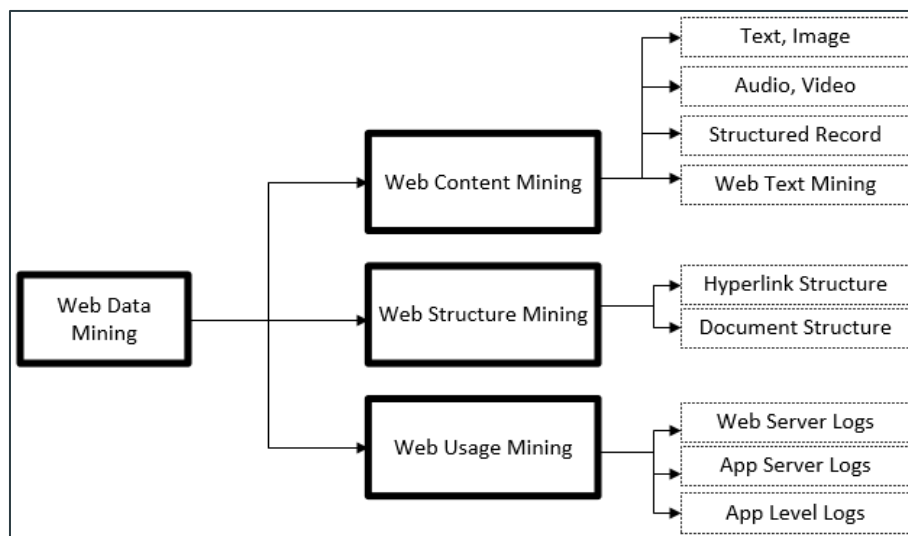 Web Data
Mining
Web Content Mining
Text, Image
Audio, Video
Structured Record
Web Text Mining
Web Structure Mining
Hyperlink Structure
Document Structure
Web Usage Mining
Web Server Logs
App Server Logs
App Level Logs